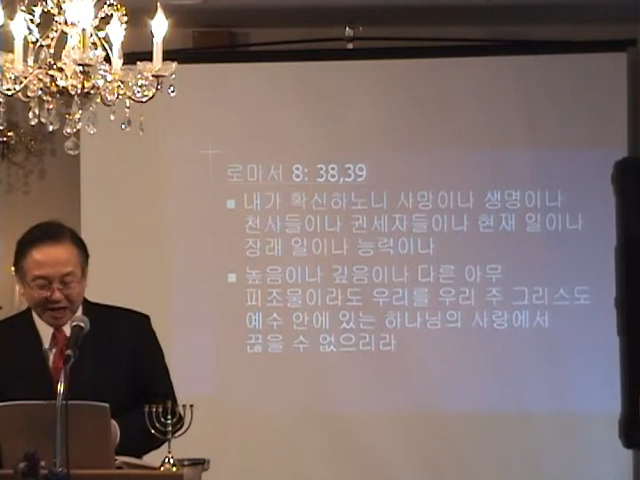 로마서 8: 38,39
내가 확신하노니 사망이나 생명이나
천사들이나 권세자들이나 현재 일이나
장래 일이나 능력이나
높음이나 깊음이나 다른 아무
피조물이라도 우리를 우리 주 그리스도
예수 안에 있는 하나님의 사랑에서
끊을 수 없으리라